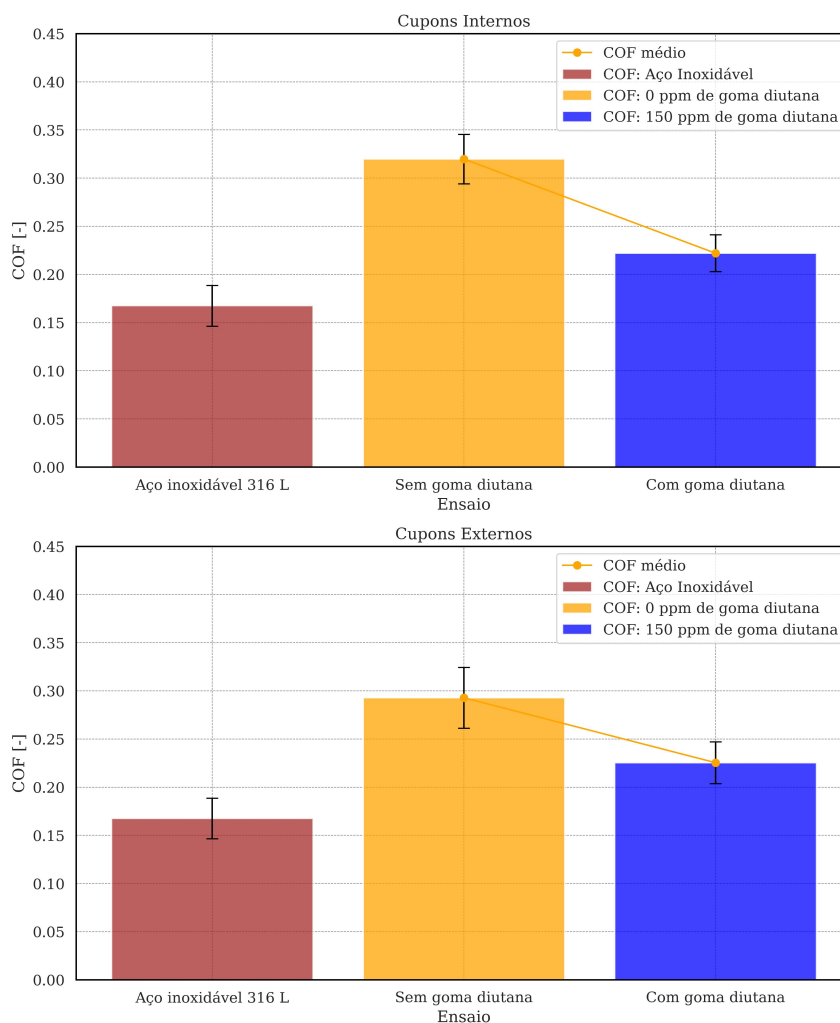 Cupons Internos
0.45
0.40
0.35
0.30
0.25
0.20
0.15
0.10
0.05
0.00
COF [-]
COF médio
COF: Aço Inoxidável
COF: 0 ppm de goma diutana
COF: 150 ppm de goma diutana
Aço inoxidável 316 L
Sem goma diutana
Com goma diutana
Ensaio
Cupons Externos
0.45
0.40
0.35
0.30
0.25
0.20
0.15
0.10
0.05
0.00
COF [-]
COF médio
COF: Aço Inoxidável
COF: 0 ppm de goma diutana
COF: 150 ppm de goma diutana
Aço inoxidável 316 L
Sem goma diutana
Com goma diutana
Ensaio